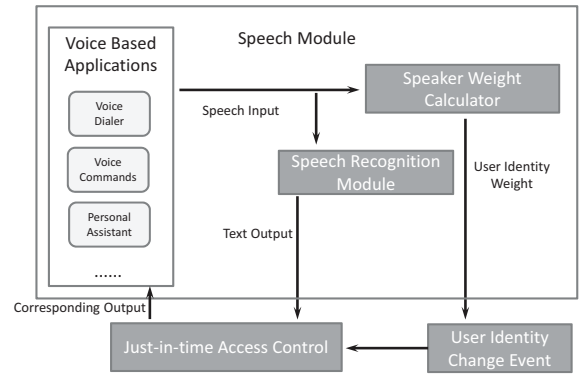 Voice Based
Applications
Voice
Dialer
Voice
Commands
Personal
Assistant
......
Speech Module
Speech Input
Speaker Weight
Calculator
Speech Recognition
Module
User Identity
Weight
Text Output
Corresponding Output
Just-in-time Access Control
User Identity
Change Event